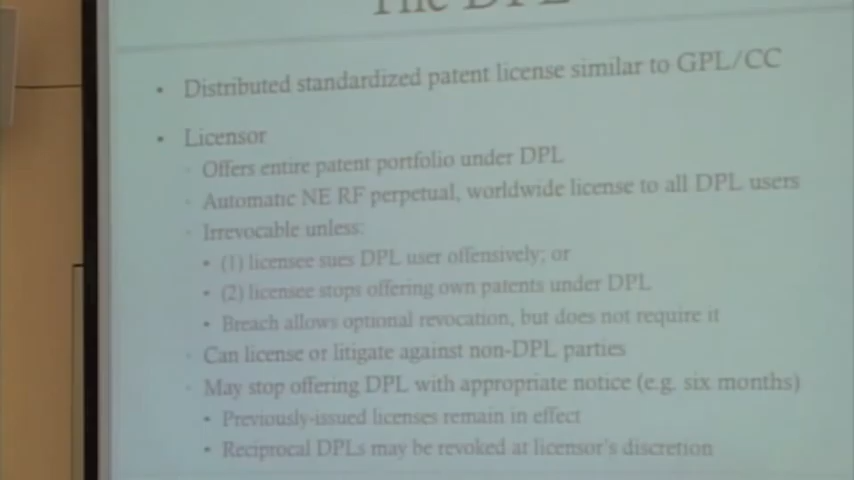 The DPL
• Distributed standardized patent license similar to GPL/CC
• Licensor
• Offers entire patent portfolio under DPL
• Automatic NE RF perpetual, worldwide license to all DPL users
• Irrevocable unless:
• (1) licensee sues DPL user offensively; or
• (2) licensee stops offering own patents under DPL
• Breach allows optional revocation, but does not require it
• Can license or litigate against non-DPL parties
• May stop offering DPL with appropriate notice (e.g. six months)
• Previously-issued licenses remain in effect
• Reciprocal DPLs may be revoked at licensor's discretion